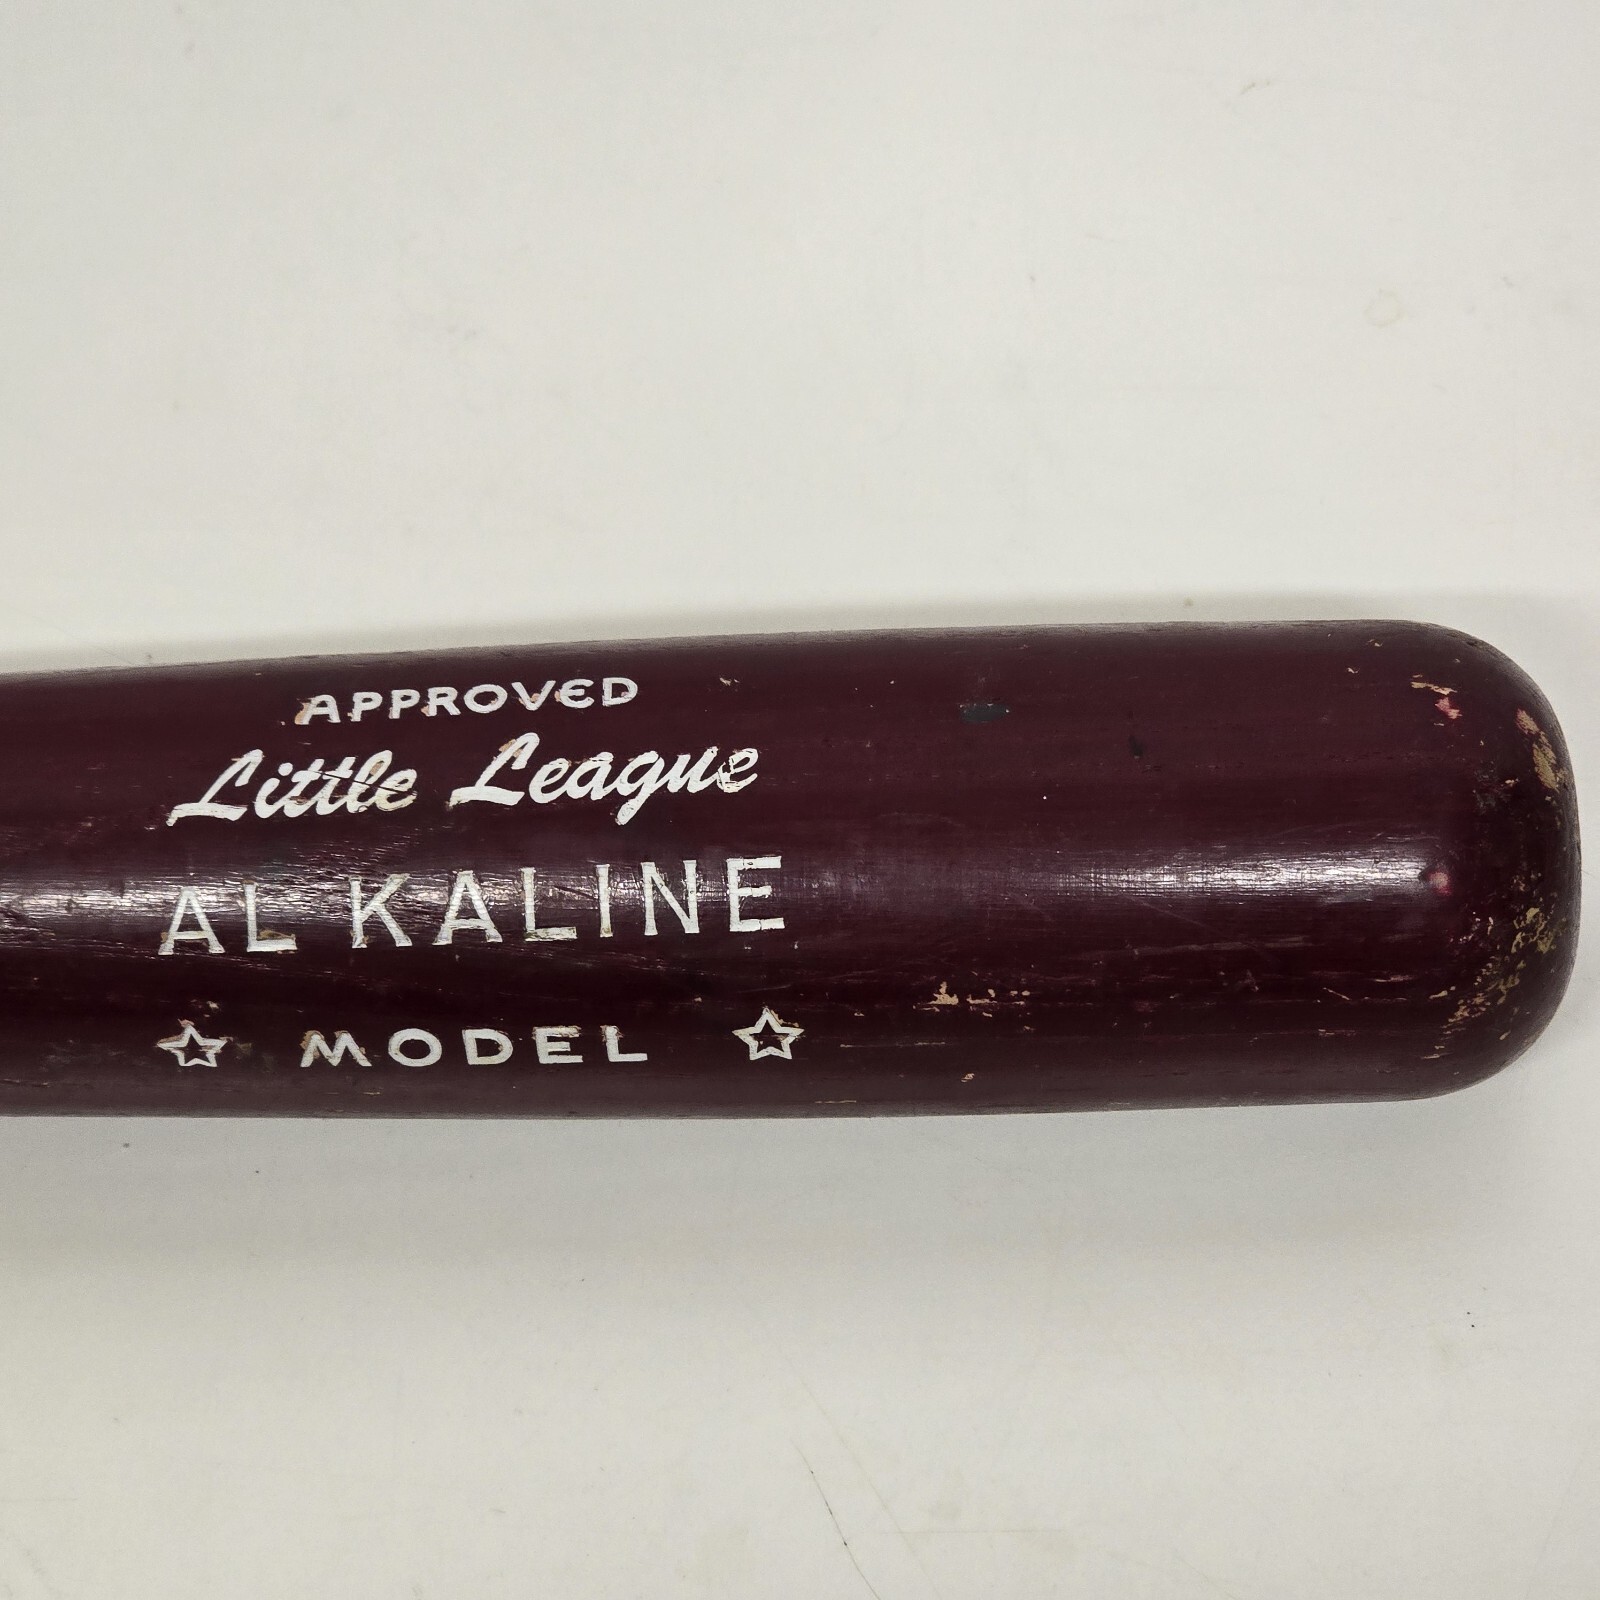 APPROVED
Little League
AL KALINE
☆ MODEL ☆